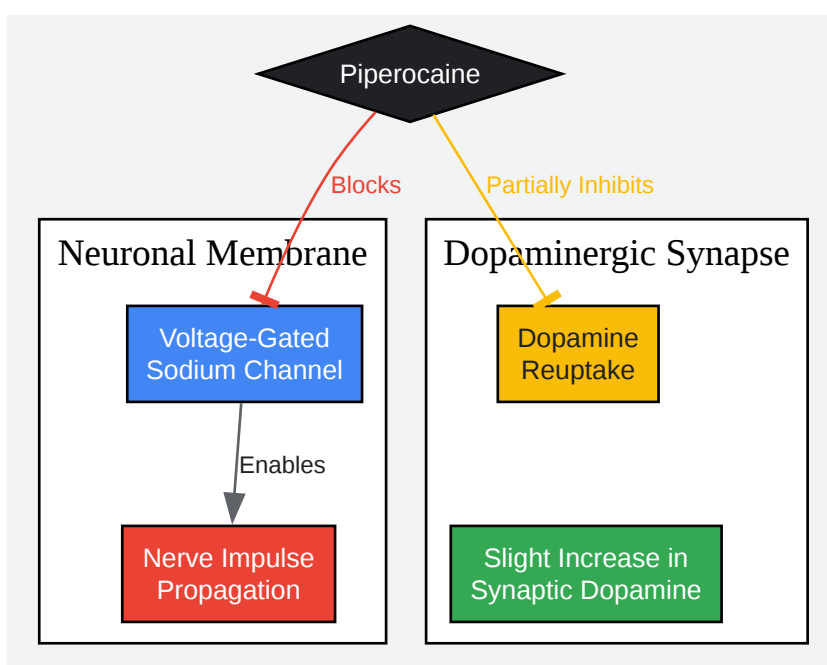 Piperocaine
Blocks
Partially Inhibits
Neuronal Membrane
Dopaminergic Synapse
Voltage-Gated
Sodium Channel
Dopamine
Reuptake
Enables
Nerve Impulse
Propagation
Slight Increase in
Synaptic Dopamine